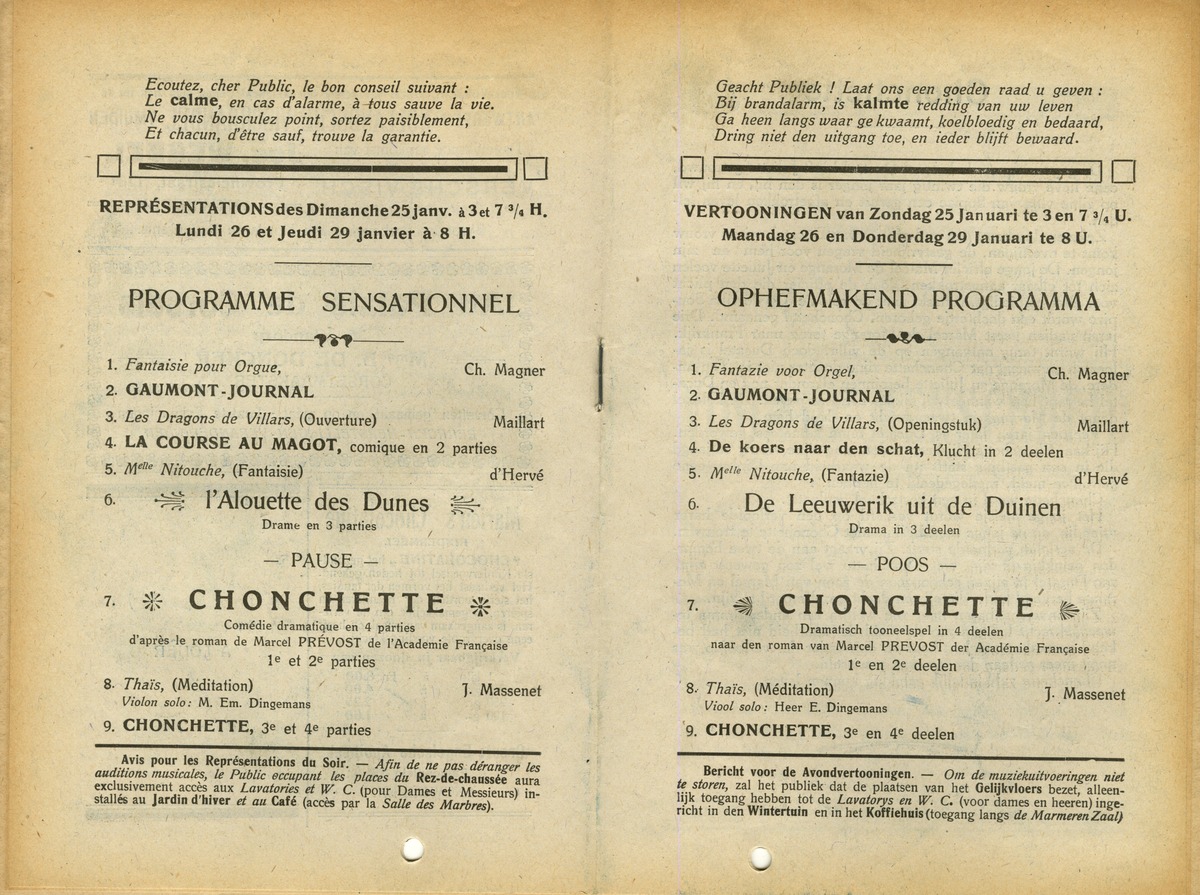 Ecoutez, cher Public, le bon conseil suivant :
Le calme, en cas d'alarme, à tous sauve la vie.
Ne vous bousculez point, sortez paisiblement,
Et chacun, d'être sauf, trouve la garantie.
REPRÉSENTATIONS des Dimanche 25 janv. à 3 et 7 3/4 H.
Lundi 26 et Jeudi 29 janvier à 8 H.
PROGRAMME SENSATIONNEL
1. Fantaisie pour Orgue, Ch. Magner
2. GAUMONT-JOURNAL
3. Les Dragons de Villars, (Ouverture) Maillart
4. LA COURSE AU MAGOT, comique en 2 parties
5. Melle Nitouche, (Fantaisie) d'Hervé
6. l'Alouette des Dunes
Drame en 3 parties
— PAUSE —
7. CHONCHETTE
Comédie dramatique en 4 parties
d'après le roman de Marcel PRÉVOST de l'Academie Française
1e et 2e parties
8. Thaïs, (Meditation) J. Massenet
Violon solo : M. Em. Dingemans
9. CHONCHETTE, 3e et 4e parties
Avis pour les Représentations du Soir. — Afin de ne pas déranger les
auditions musicales, le Public occupant les places du Rez-de-chaussée aura
exclusivement accès aux Lavatories et W. C. (pour Dames et Messieurs) in-
stallés au Jardin d'hiver et au Café (accès par la Salle des Marbres).
Geacht Publiek ! Laat ons een goeden raad u geven :
Bij brandalarm, is kalmte redding van uw leven
Ga heen langs waar ge kwaamt, koelbloedig en bedaard,
Dring niet den uitgang toe, en ieder blijft bewaard.
VERTOONINGEN van Zondag 25 Januari te 3 en 7 3/4 U.
Maandag 26 en Donderdag 29 Januari te 8 U.
OPHEFMAKEND PROGRAMMA
1. Fantazie voor Orgel, Ch. Magner
2. GAUMONT-JOURNAL
3. Les Dragons de Villars, (Openingstuk) Maillart
4. De koers naar den schat, Klucht in 2 deelen
5. Melle Nitouche, (Fantazie) d'Hervé
6. De Leeuwerik uit de Duinen
Drama in 3 deelen
— POOS —
7. CHONCHETTE
Dramatisch tooneelspel in 4 deelen
naar den roman van Marcel PREVOST der Académie Française
1e en 2e deelen
8. Thaïs, (Méditation) J. Massenet
Viool solo : Heer E. Dingemans
9. CHONCHETTE, 3e en 4e deelen
Bericht voor de Avondvertooningen. — Om de muziekuitvoeringen niet
te storen, zal het publiek dat de plaatsen van het Gelijkvloers bezet, alleen-
lijk toegang hebben tot de Lavatorys en W. C. (voor dames en heeren) inge-
richt in den Wintertuin en in het Koffiehuis (toegang langs de Marmeren Zaal)